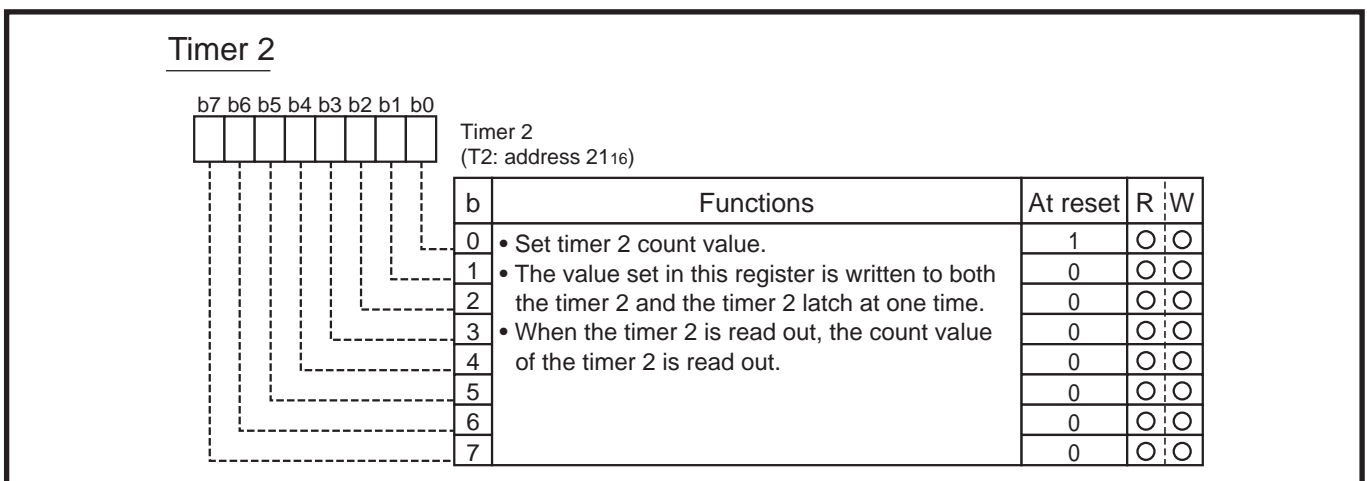 Timer 2
b7 b6 b5 b4 b3 b2 b1 b0
Timer 2
(T2: address 2116)
b Functions At reset R W
0 • Set timer 2 count value. 1 O O
1 • The value set in this register is written to both 0 O O
2 the timer 2 and the timer 2 latch at one time. 0 O O
3 • When the timer 2 is read out, the count value 0 O O
4 of the timer 2 is read out. 0 O O
5 0 O O
6 0 O O
7 0 O O